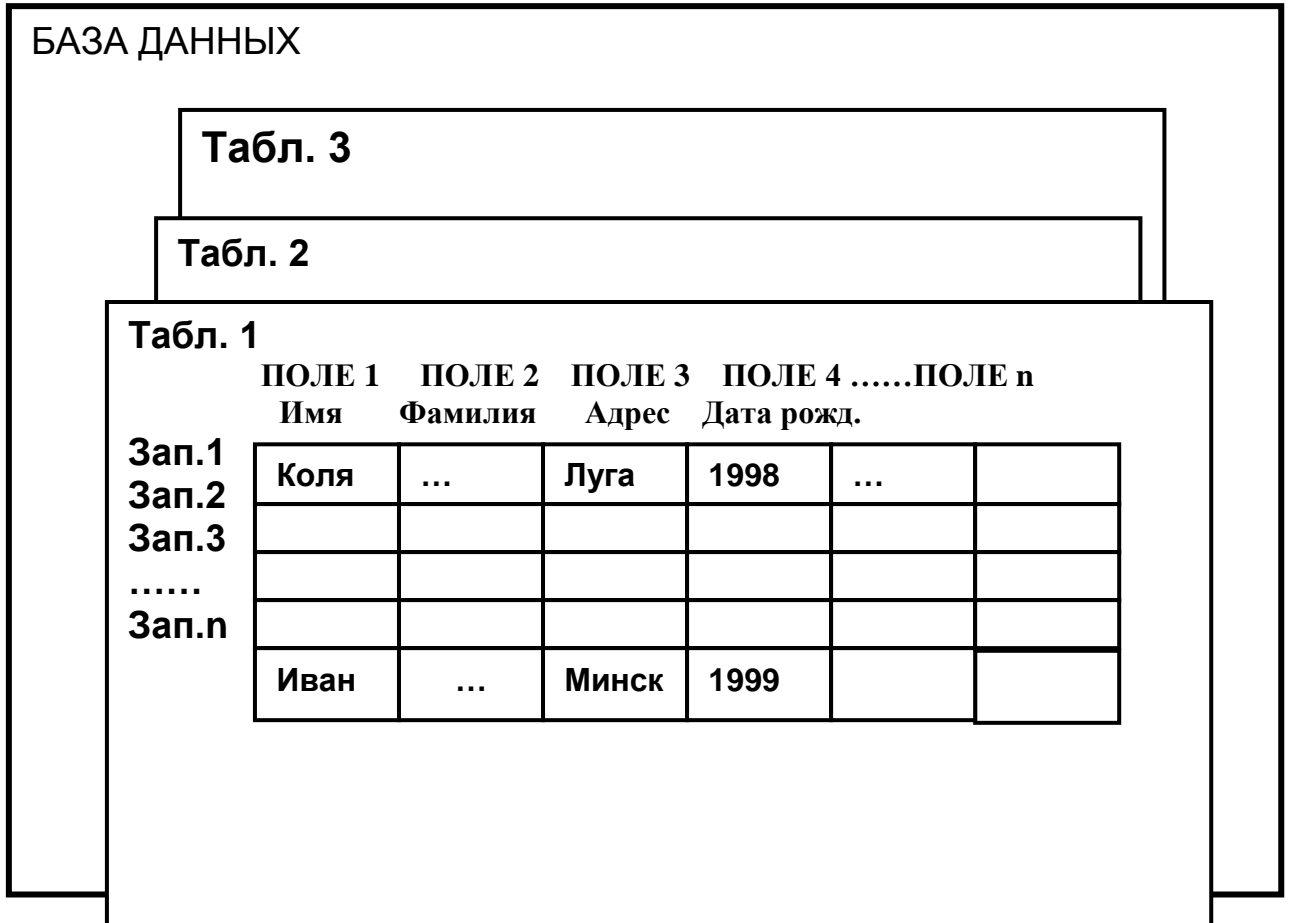 БАЗА ДАННЫХ
Табл. 3
Табл. 2
Табл. 1
ПОЛЕ 1 ПОЛЕ 2 ПОЛЕ 3 ПОЛЕ 4 ……ПОЛЕ n
Имя Фамилия Адрес Дата рожд.
Зап.1
Коля … Луга 1998 …
Зап.2
Зап.3
……
Зап.n
Иван … Минск 1999